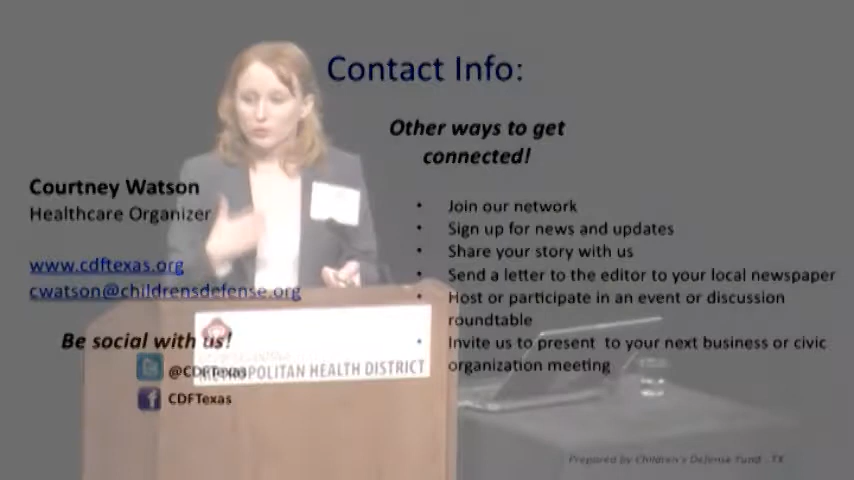 Contact Info:
Other ways to get
connected!
Courtney Watson
Healthcare Organizer
www.cdftexas.org
cwatson@childrensdefense.org
Be social with us!
@CDFTexas
CDFTexas
• Join our network
• Sign up for news and updates
• Share your story with us
• Send a letter to the editor to your local newspaper
• Host or participate in an event or discussion
roundtable
• Invite us to present to your next business or civic
organization meeting
METROPOLITAN HEALTH DISTRICT
Prepared by Children's Defense Fund - TX